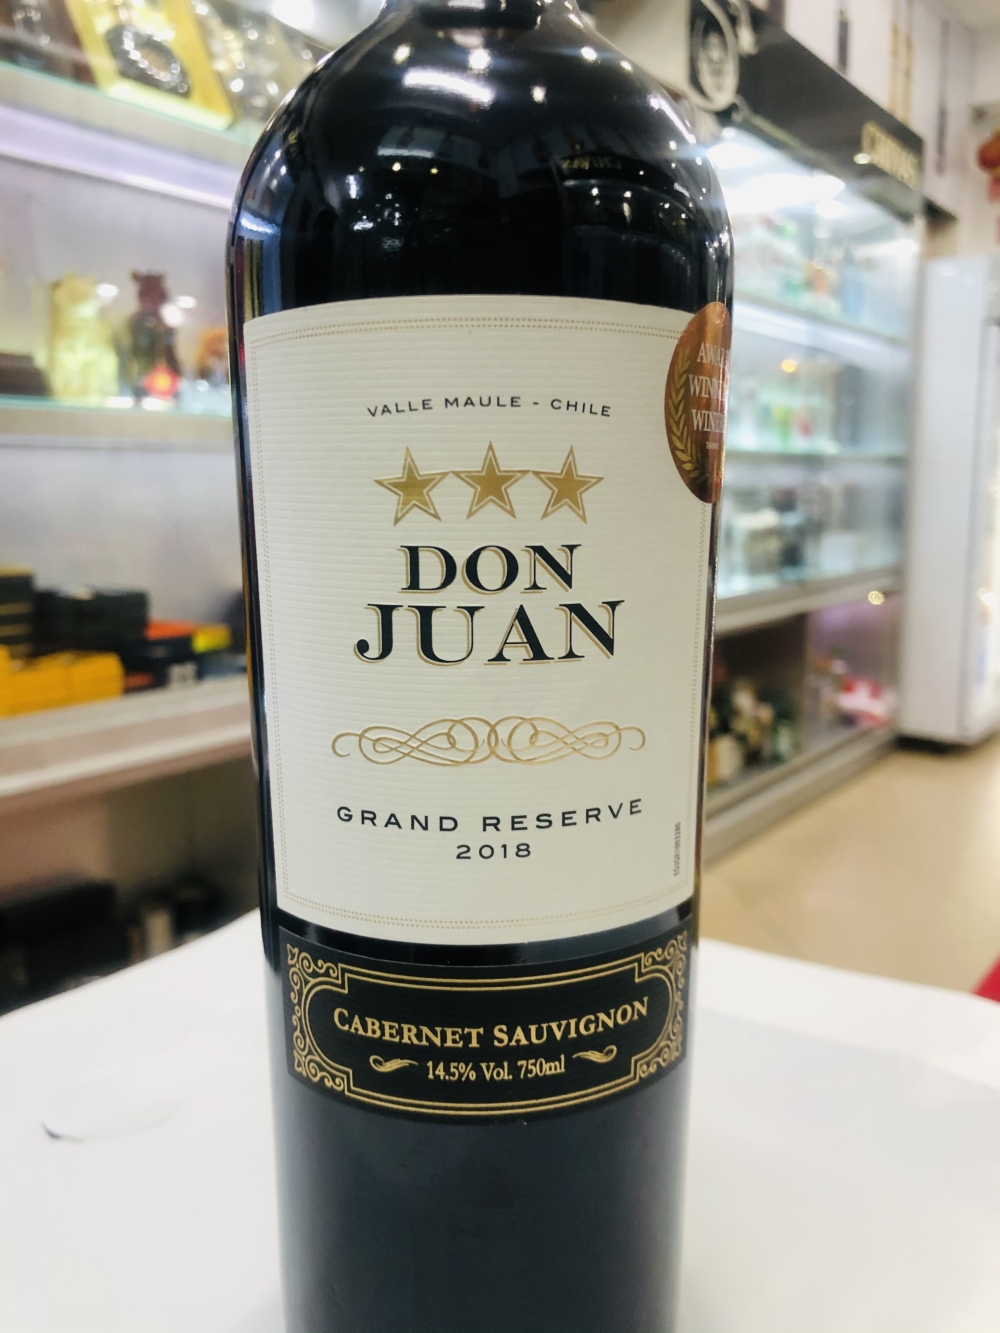 VALLE MAULE - CHILE
DON
JUAN
GRAND RESERVE
2018
CABERNET SAUVIGNON
14.5% Vol. 750ml